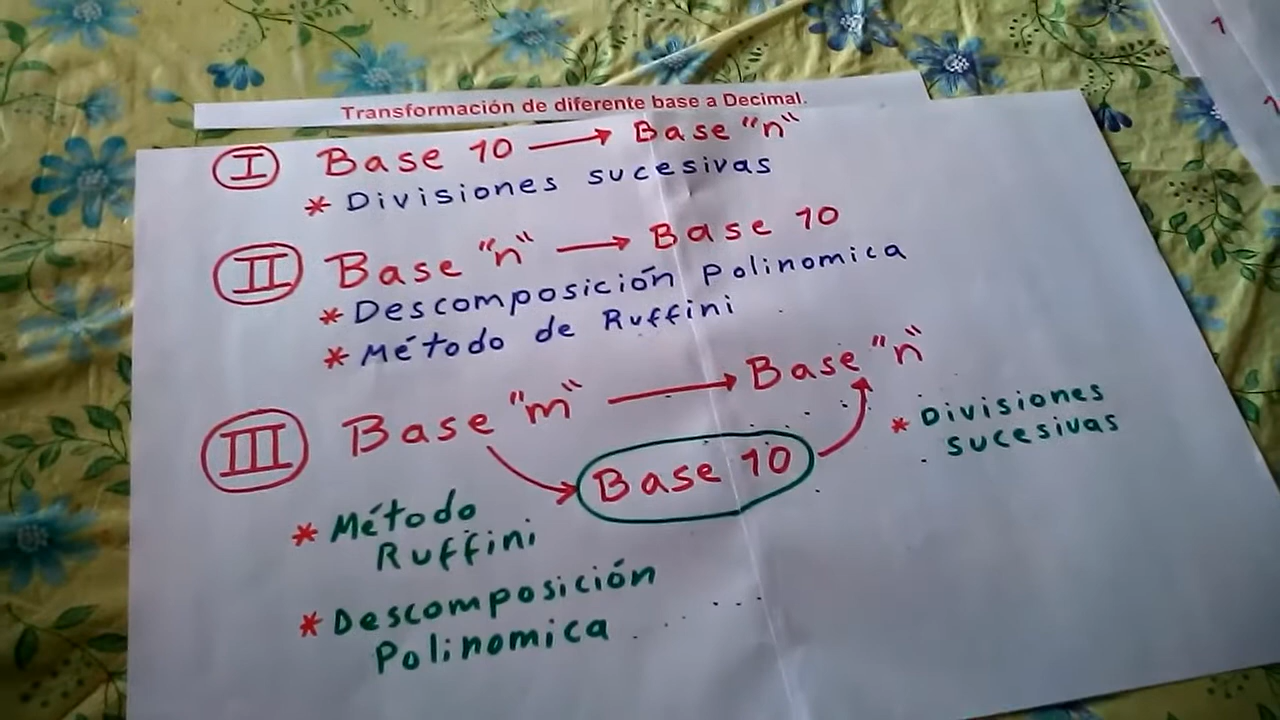 Transformación de diferente base a Decimal.
I Base 10 → Base "n"
* Divisiones sucesivas
II Base "n" → Base 10
* Descomposición Polinomica
* Método de Ruffini
III Base "m" → Base "n"
Base 10
* Divisiones
sucesivas
* Método
Ruffini
* Descomposición
Polinomica